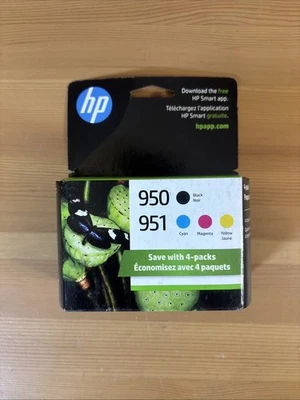 hp
Download the free
HP Smart app.
Téléchargez l'application
HP Smart gratuite.
hpapp.com
950
Black
Noir
951
Cyan
Magenta
Yellow
Jaune
Save with 4-packs
Économisez avec 4 paquets